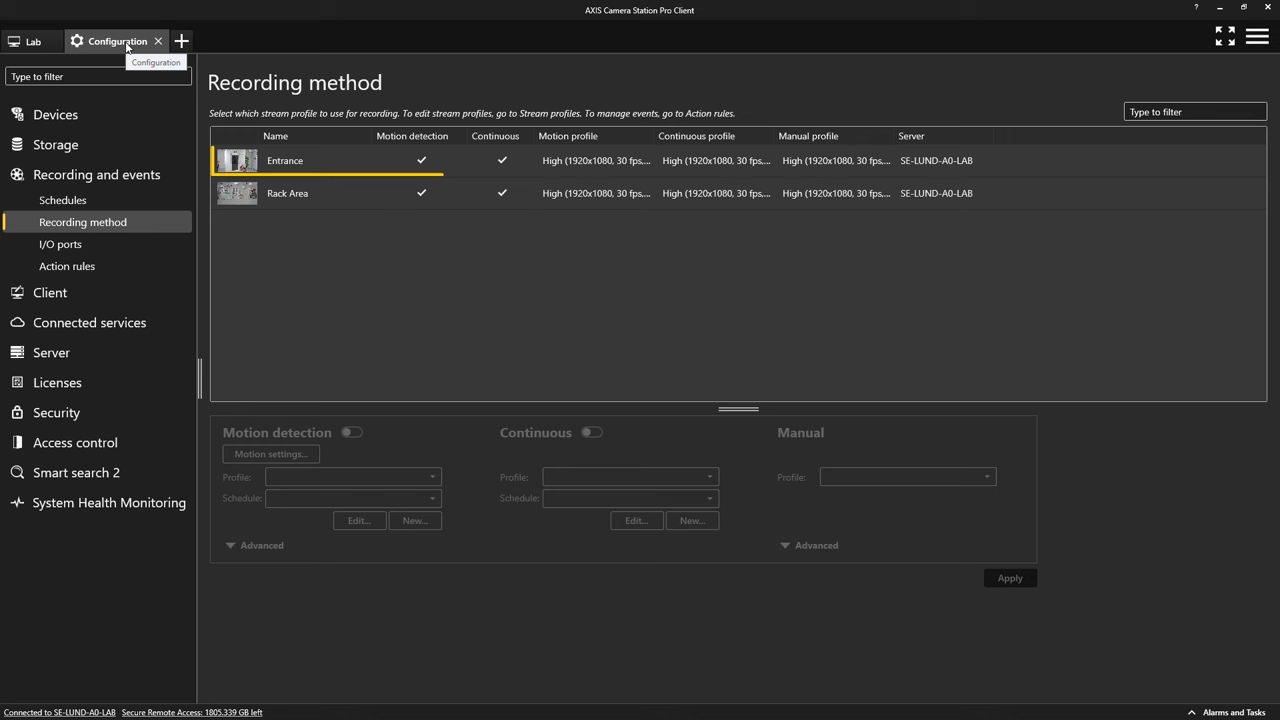 AXIS Camera Station Pro Client
?
Lab
Configuration
Configuration
Type to filter
Devices
Storage
Recording and events
Schedules
Recording method
I/O ports
Action rules
Client
Connected services
Server
Licenses
Security
Access control
Smart search 2
System Health Monitoring
Recording method
Select which stream profile to use for recording. To edit stream profiles, go to Stream profiles. To manage events, go to Action rules.
Type to filter
Name Motion detection Continuous Motion profile Continuous profile Manual profile Server
Entrance High (1920x1080, 30 fps,... High (1920x1080, 30 fps,... High (1920x1080, 30 fps,... SE-LUND-A0-LAB
Rack Area High (1920x1080, 30 fps,... High (1920x1080, 30 fps,... High (1920x1080, 30 fps,... SE-LUND-A0-LAB
Motion detection Continuous Manual
Motion settings...
Profile: Profile: Profile:
Schedule: Schedule:
Edit... New... Edit... New...
Advanced Advanced
Apply
Connected to SE-LUND-A0-LAB Secure Remote Access: 1805.339 GB left Alarms and Tasks